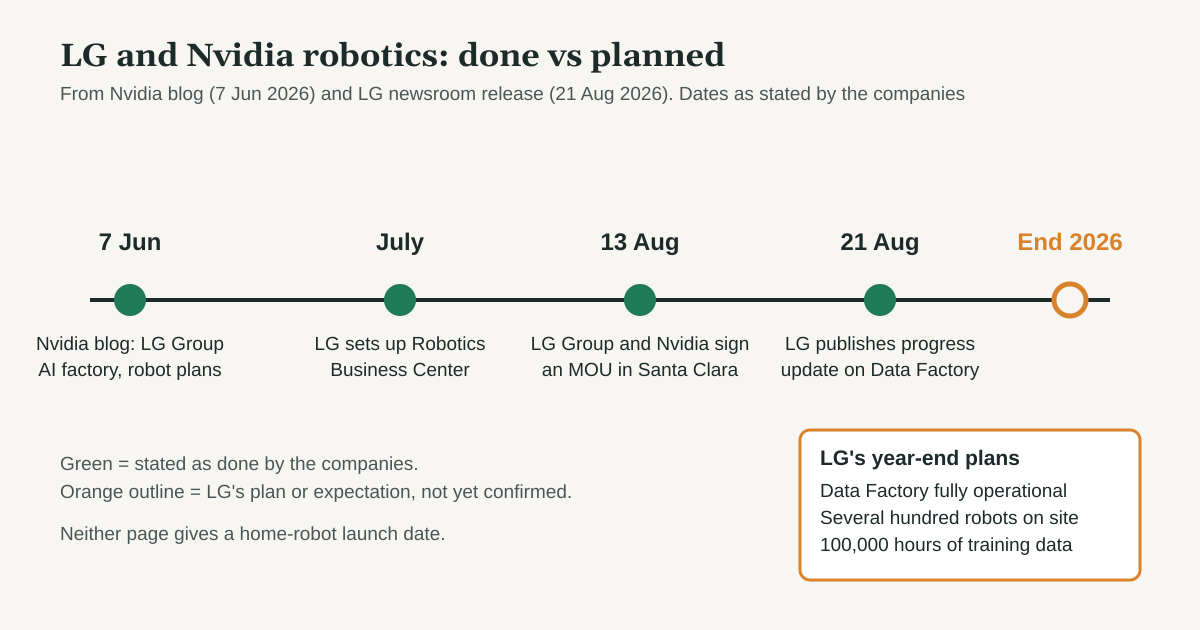 LG and Nvidia robotics: done vs planned
From Nvidia blog (7 Jun 2026) and LG newsroom release (21 Aug 2026). Dates as stated by the companies
7 Jun
July
13 Aug
21 Aug
End 2026
Nvidia blog: LG Group
AI factory, robot plans
LG sets up Robotics
Business Center
LG Group and Nvidia sign
an MOU in Santa Clara
LG publishes progress
update on Data Factory
Green = stated as done by the companies.
Orange outline = LG's plan or expectation, not yet confirmed.
Neither page gives a home-robot launch date.
LG's year-end plans
Data Factory fully operational
Several hundred robots on site
100,000 hours of training data